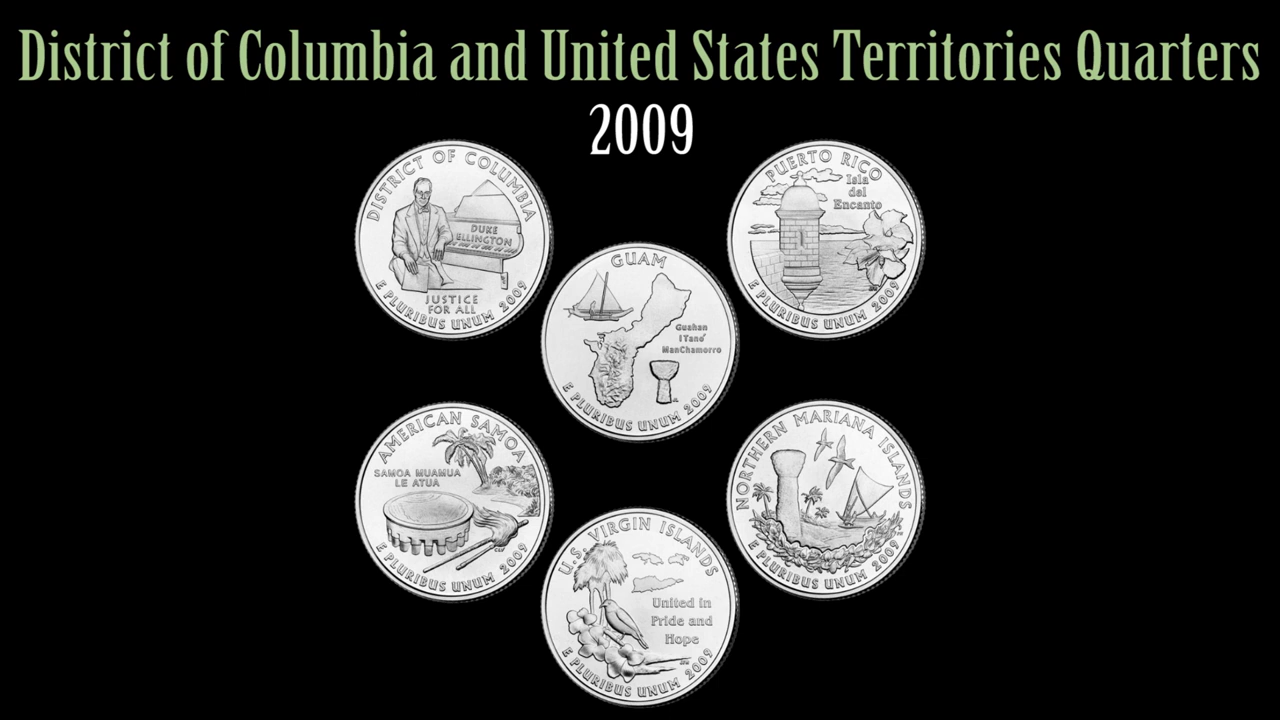 District of Columbia and United States Territories Quarters
2009
DISTRICT OF COLUMBIA
DUKE
ELLINGTON
JUSTICE
FOR ALL
E PLURIBUS UNUM 2009
PUERTO RICO
Isla
del
Encanto
E PLURIBUS UNUM 2009
GUAM
Guahan
I Tano'
ManChamorro
E PLURIBUS UNUM 2009
AMERICAN SAMOA
SAMOA MUAMUA
LE ATUA
E PLURIBUS UNUM 2009
NORTHERN MARIANA ISLANDS
E PLURIBUS UNUM 2009
U.S. VIRGIN ISLANDS
United in
Pride and
Hope
E PLURIBUS UNUM 2009